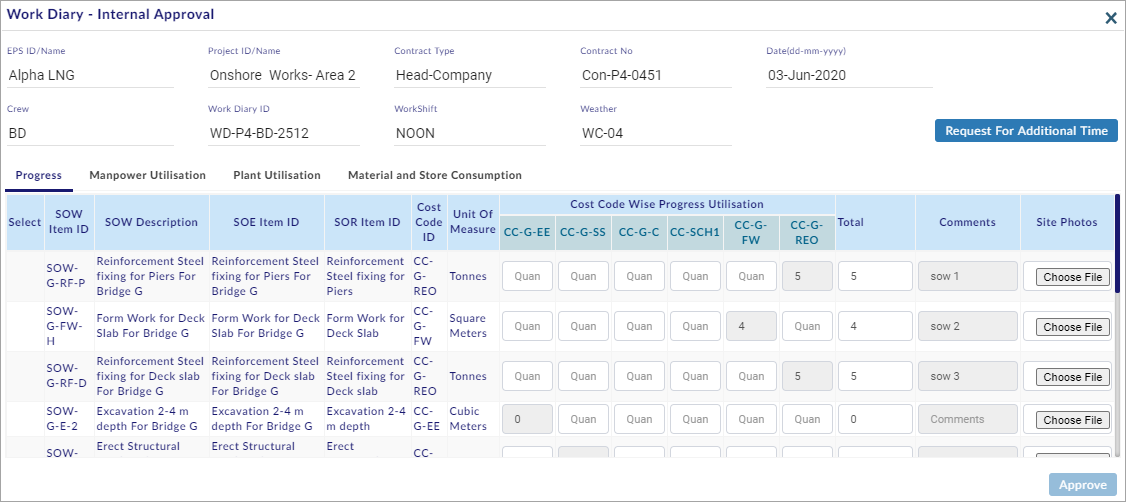 Work Diary - Internal Approval
EPS ID/Name Project ID/Name Contract Type Contract No Date(dd-mm-yyyy)
Alpha LNG Onshore Works- Area 2 Head-Company Con-P4-0451 03-Jun-2020
Crew Work Diary ID WorkShift Weather
BD WD-P4-BD-2512 NOON WC-04
Request For Additional Time
Progress Manpower Utilisation Plant Utilisation Material and Store Consumption
Select SOW Item ID SOW Description SOE Item ID SOR Item ID Cost Code ID Unit Of Measure Cost Code Wise Progress Utilisation Total Comments Site Photos
CC-G-EE CC-G-SS CC-G-C CC-SCH1 CC-G-FW CC-G-REO
SOW-G-RF-P Reinforcement Steel fixing for Piers For Bridge G Reinforcement Steel fixing for Piers For Bridge G Reinforcement Steel fixing for Piers CC-G-REO Tonnes Quan Quan Quan Quan Quan 5 5 sow 1 Choose File
SOW-G-FW-H Form Work for Deck Slab For Bridge G Form Work for Deck Slab For Bridge G Form Work for Deck Slab CC-G-FW Square Meters Quan Quan Quan Quan 4 Quan 4 sow 2 Choose File
SOW-G-RF-D Reinforcement Steel fixing for Deck slab For Bridge G Reinforcement Steel fixing for Deck slab For Bridge G Reinforcement Steel fixing for Deck slab CC-G-REO Tonnes Quan Quan Quan Quan Quan 5 5 sow 3 Choose File
SOW-G-E-2 Excavation 2-4 m depth For Bridge G Excavation 2-4 m depth For Bridge G Excavation 2-4 m depth CC-G-EE Cubic Meters 0 Quan Quan Quan Quan Quan 0 Comments Choose File
SOW- Erect Structural Erect Structural Erect CC-
Approve